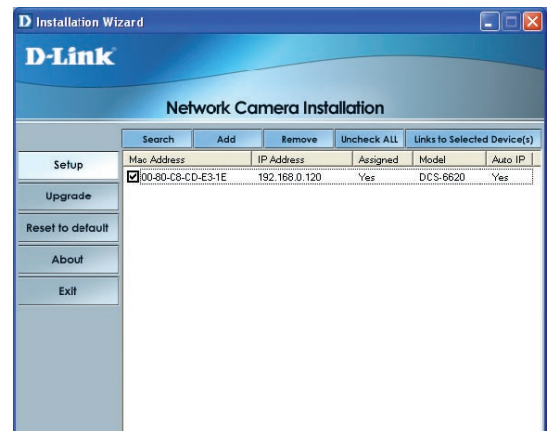 D Installation Wizard
D-Link
Network Camera Installation
Search Add Remove Uncheck ALL Links to Selected Device(s)
Mac Address IP Address Assigned Model Auto IP
00-80-C8-CD-E3-1E 192.168.0.120 Yes DCS-6620 Yes
Setup
Upgrade
Reset to default
About
Exit